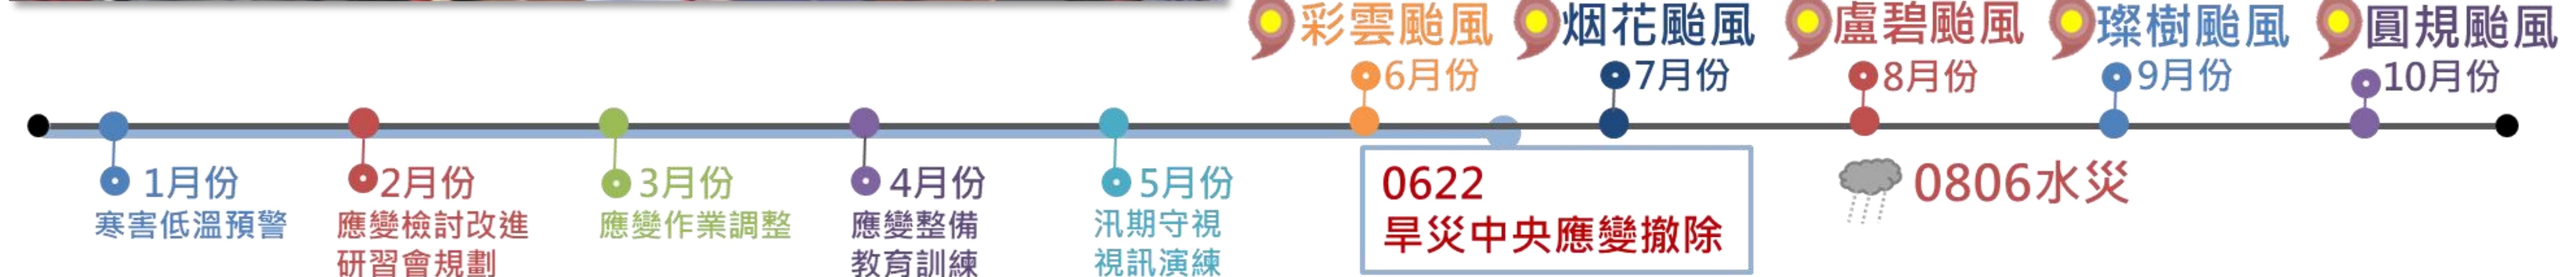 彩雲颱風
烟花颱風
盧碧颱風
璨樹颱風
圓規颱風
6月份
7月份
8月份
9月份
10月份
1月份
寒害低溫預警
2月份
應變檢討改進
研習會規劃
3月份
應變作業調整
4月份
應變整備
教育訓練
5月份
汛期守視
視訊演練
0622
旱災中央應變撤除
0806水災